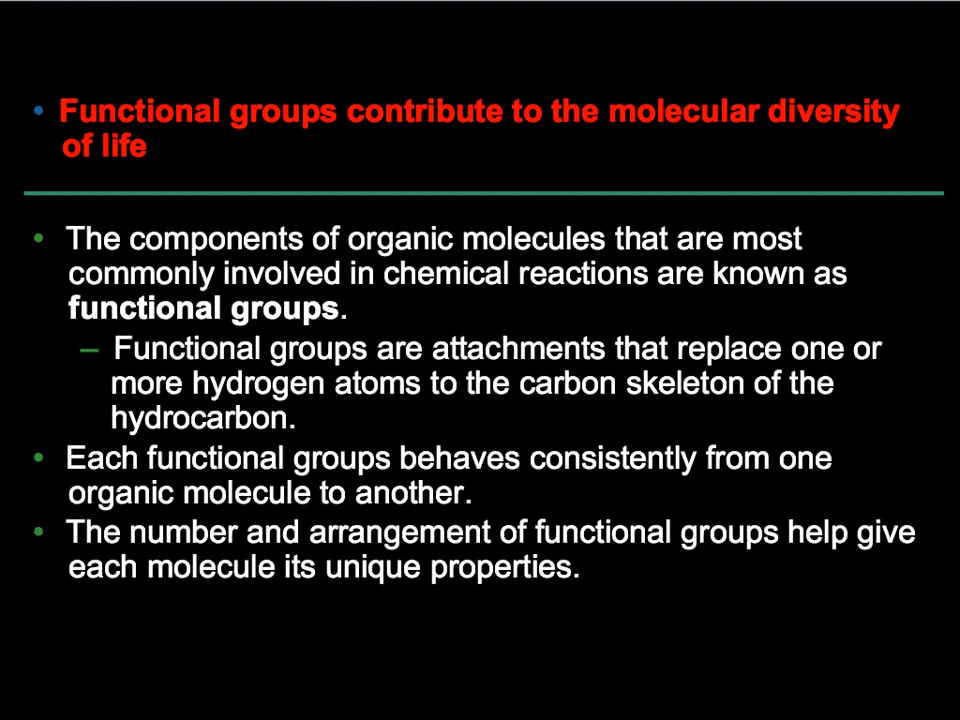 • Functional groups contribute to the molecular diversity
of life
• The components of organic molecules that are most
commonly involved in chemical reactions are known as
functional groups.
– Functional groups are attachments that replace one or
more hydrogen atoms to the carbon skeleton of the
hydrocarbon.
• Each functional groups behaves consistently from one
organic molecule to another.
• The number and arrangement of functional groups help give
each molecule its unique properties.